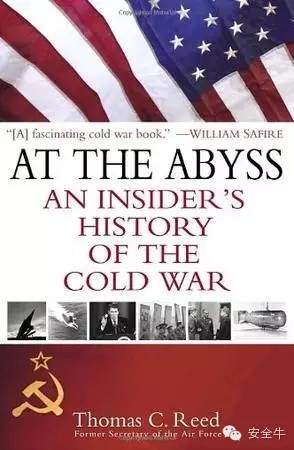 “[A] fascinating cold war book.” —WILLIAM SAFIRE
AT THE ABYSS
AN INSIDER’S
HISTORY
OF THE
COLD WAR
Thomas C. Reed
Former Secretary of the Air Force
安全牛